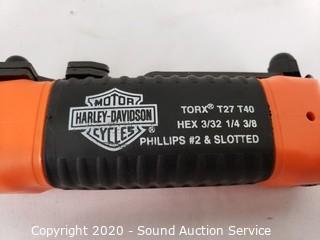 MOTOR
HARLEY-DAVIDSON
CYCLES
®
TORX® T27 T40
HEX 3/32 1/4 3/8
PHILLIPS #2 & SLOTTED
Copyright © 2020 - Sound Auction Service